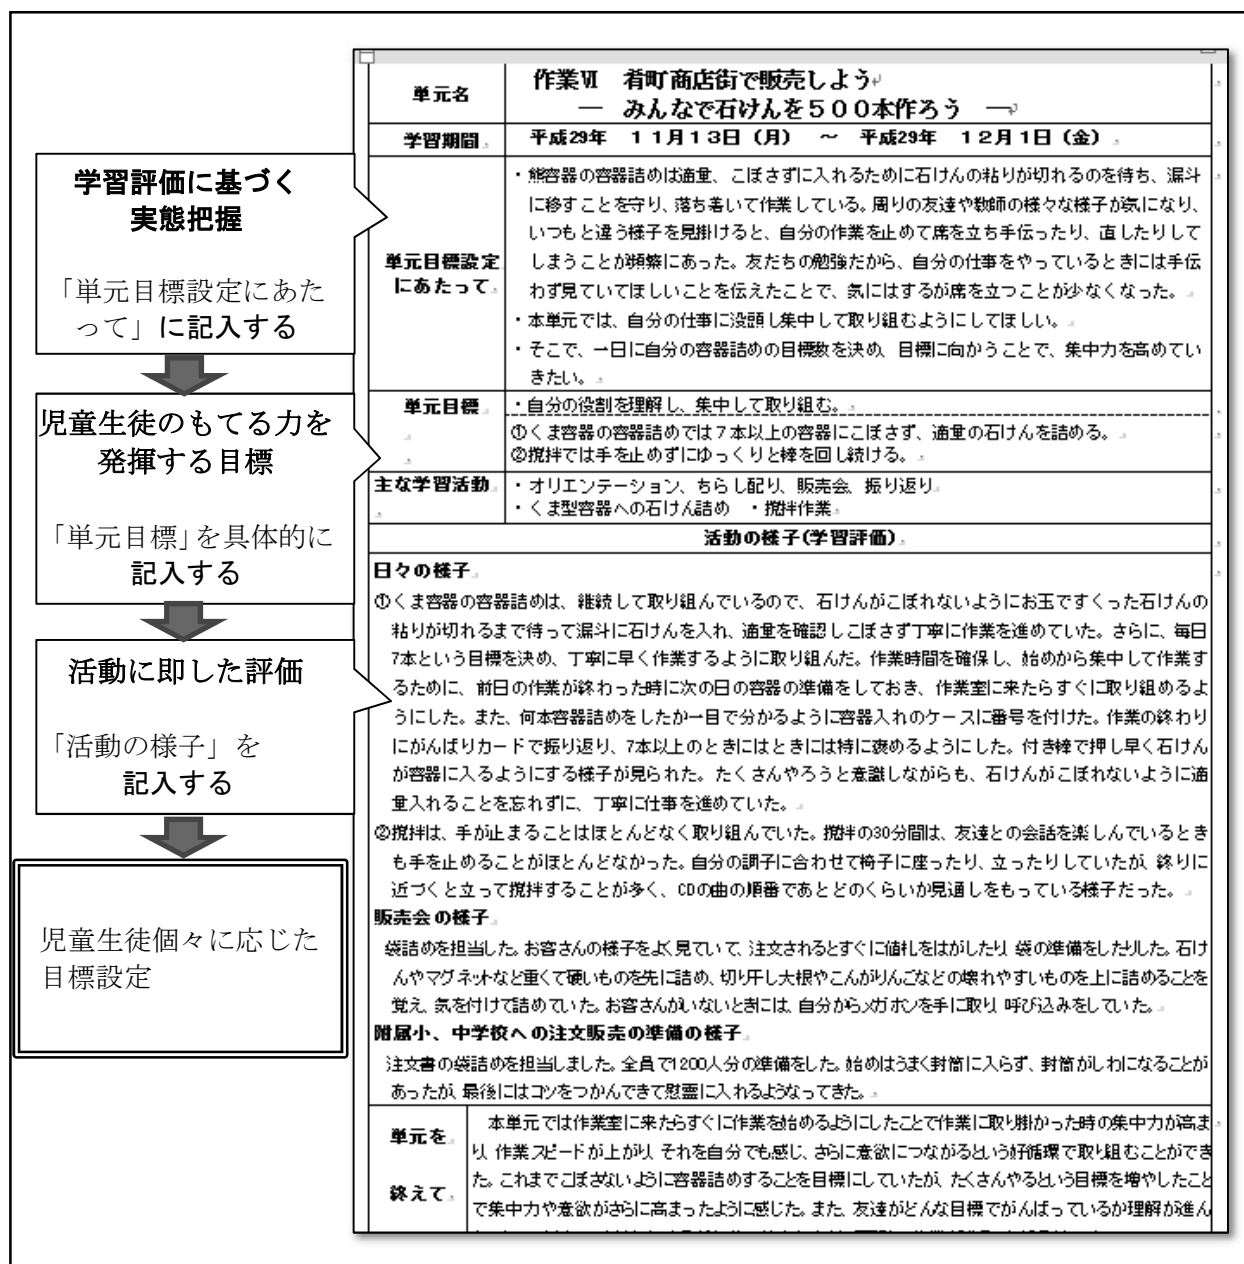 学習評価に基づく
実態把握
「単元目標設定にあた
って」に記入する
児童生徒のもてる力を
発揮する目標
「単元目標」を具体的に
記入する
活動に即した評価
「活動の様子」を
記入する
児童生徒個々に応じた
目標設定
単元名
作業Ⅵ 肴町商店街で販売しよう
― みんなで石けんを500本作ろう ―
学習期間
平成29年 11月13日（月） ～ 平成29年 12月1日（金）
単元目標設定
にあたって
・熊容器の容器詰めは適量、こぼさずに入れるために石けんの粘りが切れるのを待ち、漏斗
に移すことを守り、落ち着いて作業している。周りの友達や教師の様々な様子が気になり、
いつもと違う様子を見掛けると、自分の作業を止めて席を立ち手伝ったり、直したりして
しまうことが頻繁にあった。友だちの勉強だから、自分の仕事をやっているときには手伝
わず見ていてほしいことを伝えたことで、気にはするが席を立つことが少なくなった。
・本単元では、自分の仕事に没頭し集中して取り組むようにしてほしい。
・そこで、一日に自分の容器詰めの目標数を決め、目標に向かうことで、集中力を高めてい
きたい。
単元目標
・自分の役割を理解し、集中して取り組む。
①くま容器の容器詰めでは７本以上の容器にこぼさず、適量の石けんを詰める。
②撹拌では手を止めずにゆっくりと棒を回し続ける。
主な学習活動
・オリエンテーション、ちらし配り、販売会、振り返り
・くま型容器への石けん詰め ・撹拌作業
活動の様子(学習評価)
日々の様子
①くま容器の容器詰めは、継続して取り組んでいるので、石けんがこぼれないようにお玉ですくった石けんの
粘りが切れるまで待って漏斗に石けんを入れ、適量を確認しこぼさず丁寧に作業を進めていた。さらに、毎日
7本という目標を決め、丁寧に早く作業するように取り組んだ。作業時間を確保し、始めから集中して作業す
るために、前日の作業が終わった時に次の日の容器の準備をしておき、作業室に来たらすぐに取り組めるよ
うにした。また、何本容器詰めをしたか一目で分かるように容器入れのケースに番号を付けた。作業の終わり
にがんばりカードで振り返り、7本以上のときにはときには特に褒めるようにした。付き棒で押し早く石けん
が容器に入るようにする様子が見られた。たくさんやろうと意識しながらも、石けんがこぼれないように適
量入れることを忘れずに、丁寧に仕事を進めていた。
②撹拌は、手が止まることはほとんどなく取り組んでいた。撹拌の30分間は、友達との会話を楽しんでいるとき
も手を止めることがほとんどなかった。自分の調子に合わせて椅子に座ったり、立ったりしていたが、終りに
近づくと立って撹拌することが多く、CDの曲の順番であとどのくらいか見通しをもっている様子だった。
販売会の様子
袋詰めを担当した。お客さんの様子をよく見ていて、注文されるとすぐに値札をはがしたり、袋の準備をしたりした。石け
んやマグネットなど重くて硬いものを先に詰め、切り干し大根やこんがりんごなどの壊れやすいものを上に詰めることを
覚え、気を付けて詰めていた。お客さんがいないときには、自分からメガホンを手に取り、呼び込みをしていた。
附属小、中学校への注文販売の準備の様子
注文書の袋詰めを担当しました。全員で1200人分の準備をした。始めはうまく封筒に入らず、封筒がしわになることが
あったが、最後にはコツをつかんできて慰霊に入れるようなってきた。
単元を
終えて
本単元では作業室に来たらすぐに作業を始めるようにしたことで作業に取り掛かった時の集中力が高ま
り、作業スピードが上がり、それを自分でも感じ、さらに意欲につながるという好循環で取り組むことができ
た。これまでこぼさないように容器詰めすることを目標にしていたが、たくさんやるという目標を増やしたこと
で集中力や意欲がさらに高まったように感じた。また、友達がどんな目標でがんばっているか理解が進ん